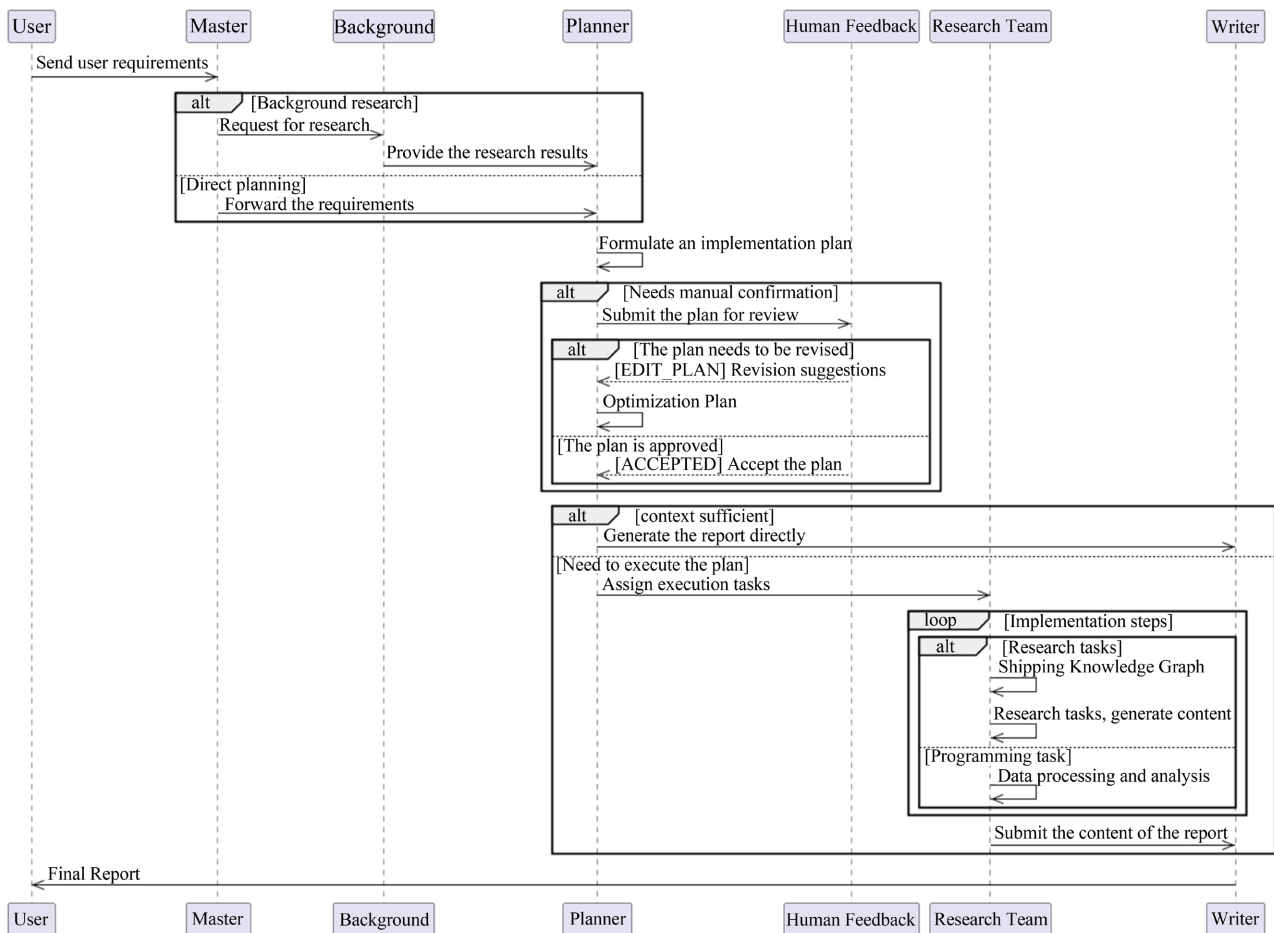 User Master Background Planner Human Feedback Research Team Writer
Send user requirements
alt [Background research]
Request for research
Provide the research results
[Direct planning]
Forward the requirements
Formulate an implementation plan
alt [Needs manual confirmation]
Submit the plan for review
alt [The plan needs to be revised]
[EDIT_PLAN] Revision suggestions
Optimization Plan
[The plan is approved]
[ACCEPTED] Accept the plan
alt [context sufficient]
Generate the report directly
[Need to execute the plan]
Assign execution tasks
loop [Implementation steps]
alt [Research tasks]
Shipping Knowledge Graph
Research tasks, generate content
[Programming task]
Data processing and analysis
Submit the content of the report
Final Report
User Master Background Planner Human Feedback Research Team Writer